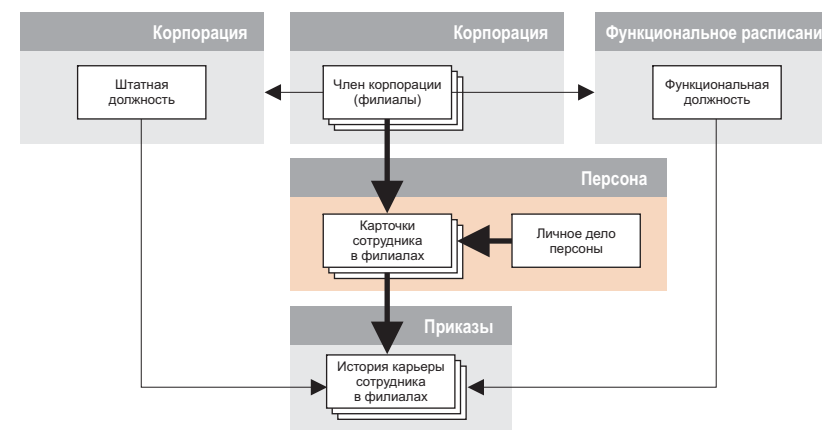 Корпорация
Корпорация
Функциональное расписани
Штатная
должность
Член корпорации
(филиалы)
Функциональная
должность
Персона
Карточки
сотрудника
в филиалах
Личное дело
персоны
Приказы
История карьеры
сотрудника
в филиалах